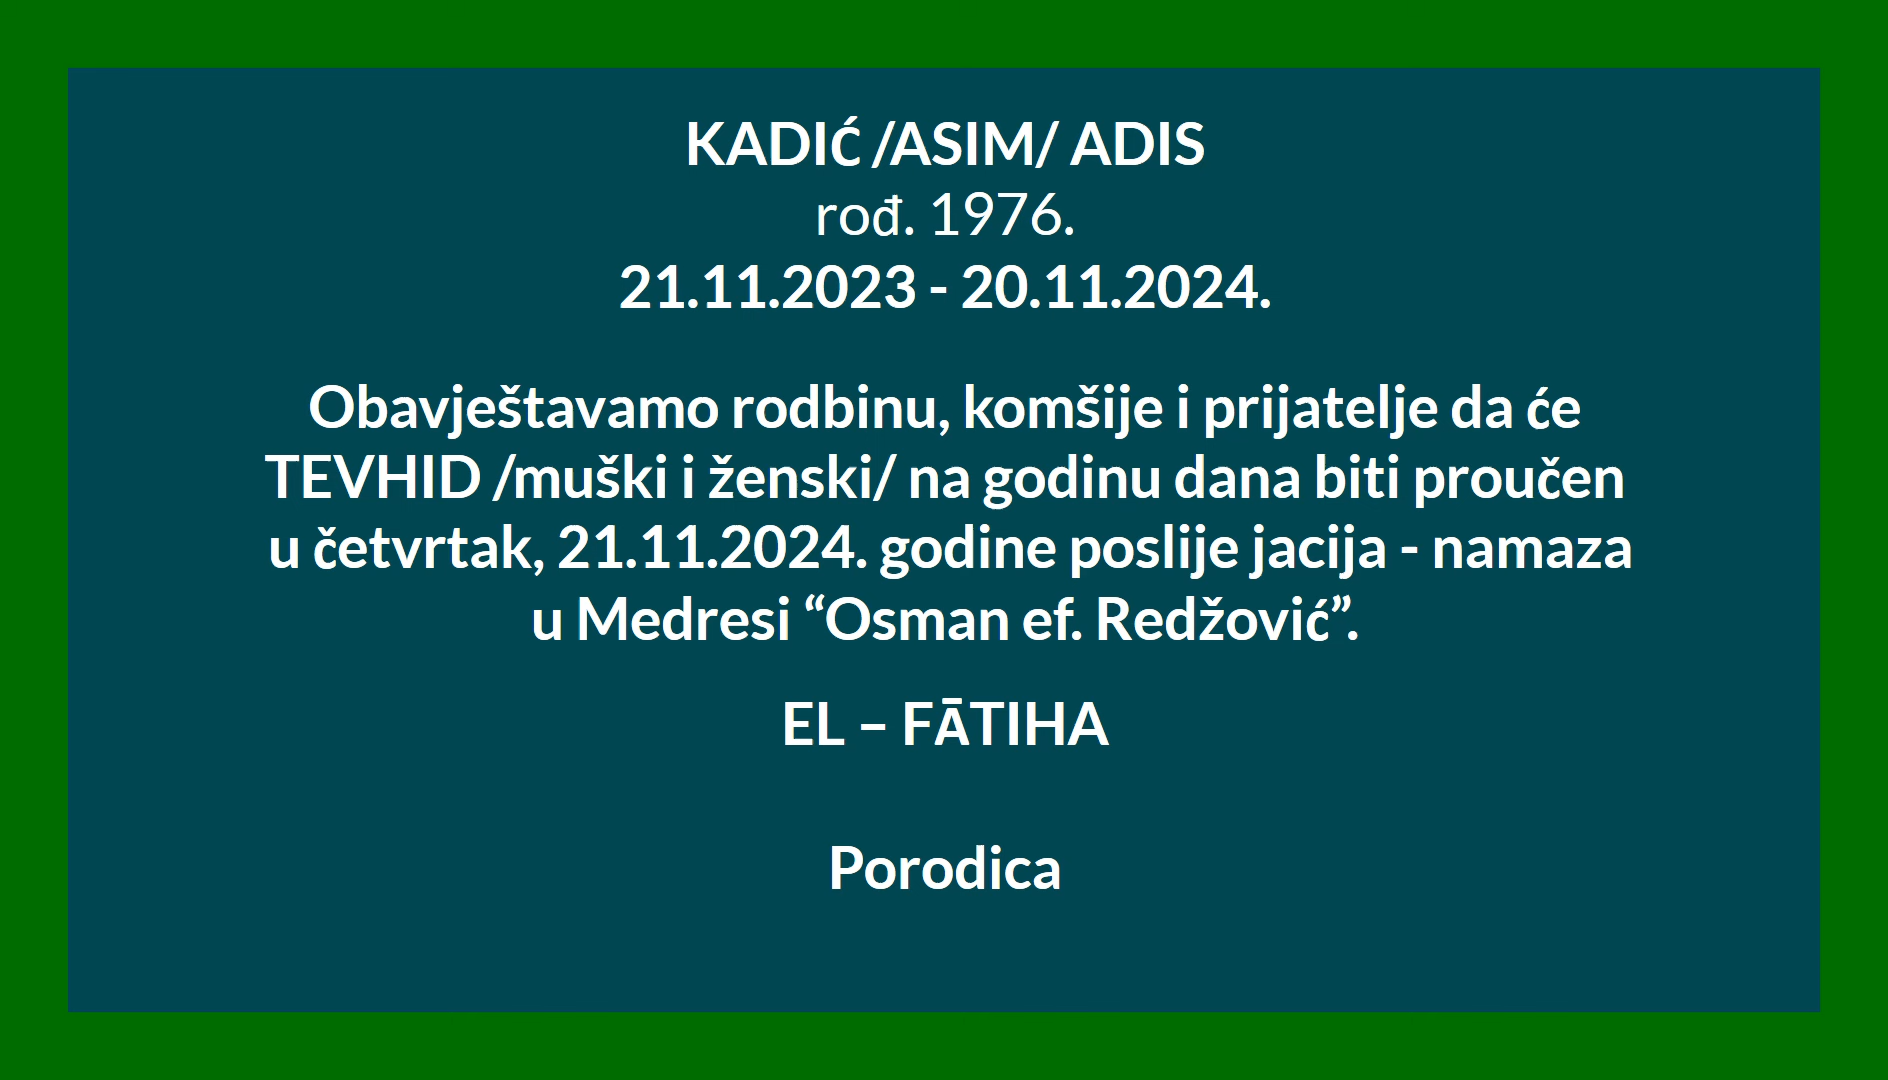 KADIĆ /ASIM/ ADIS
rođ. 1976.
21.11.2023 - 20.11.2024.
Obavještavamo rodbinu, komšije i prijatelje da će
TEVHID /muški i ženski/ na godinu dana biti proučen
u četvrtak, 21.11.2024. godine poslije jacija - namaza
u Medresi “Osman ef. Redžović”.
EL – FĀTIHA
Porodica